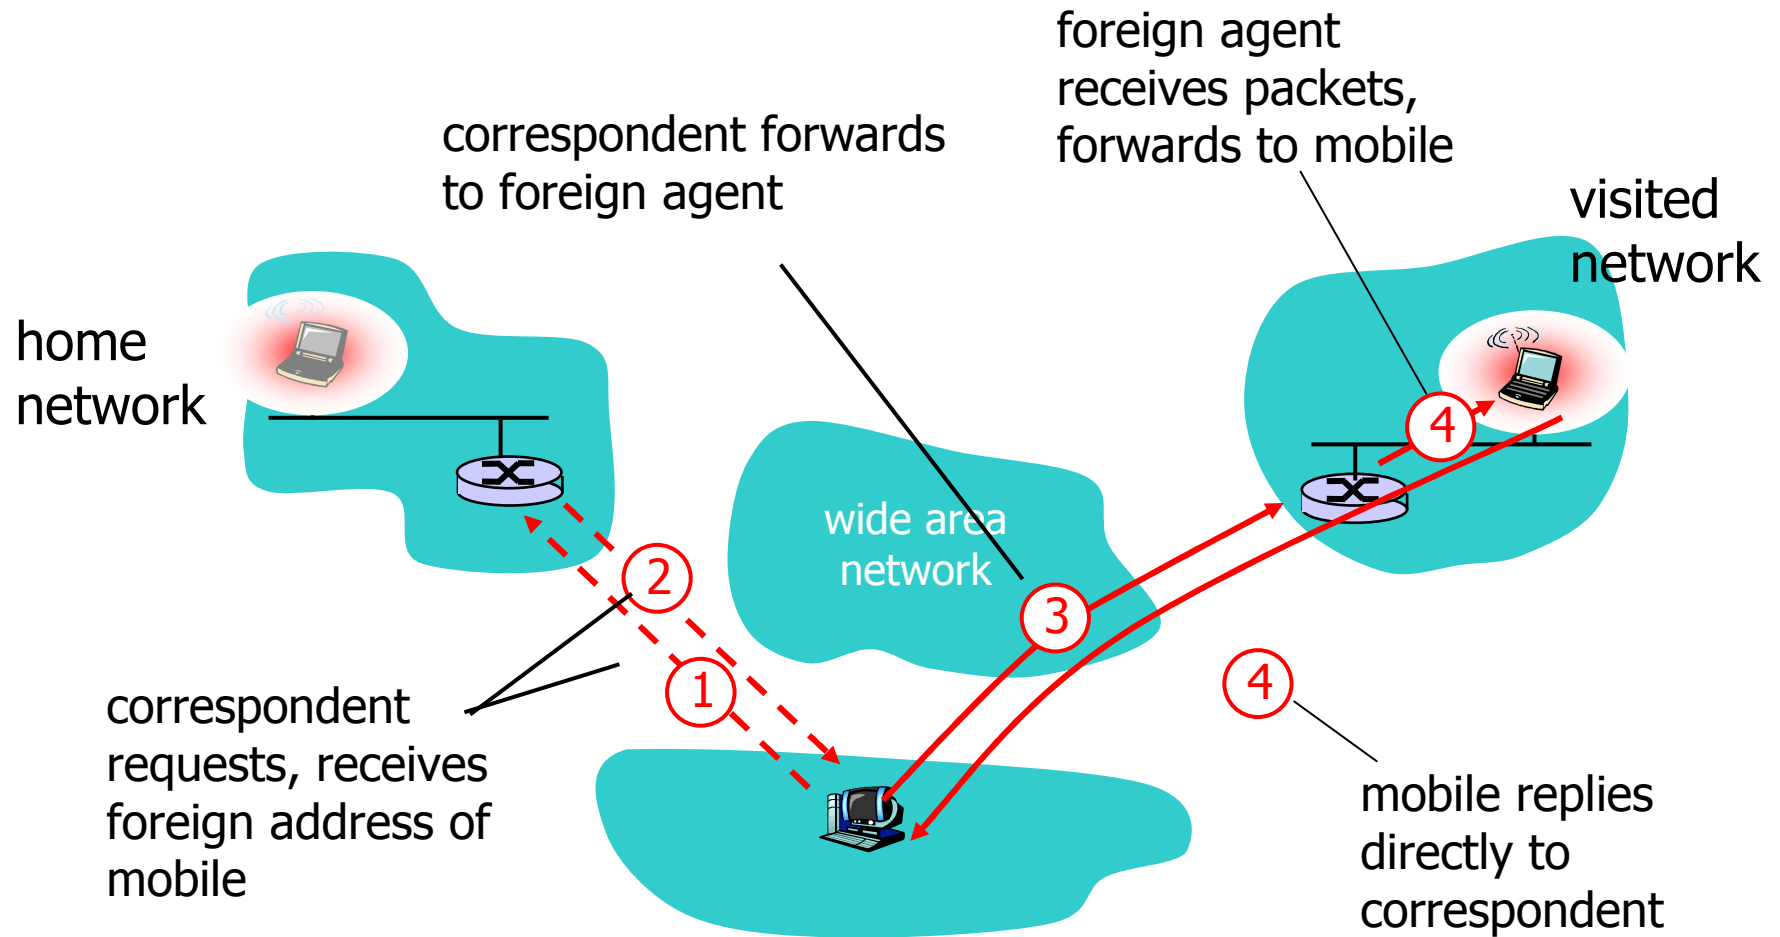 foreign agent
receives packets,
forwards to mobile
correspondent forwards
to foreign agent
visited
network
home
network
4
wide area
network
2
3
1
4
correspondent
requests, receives
foreign address of
mobile
mobile replies
directly to
correspondent